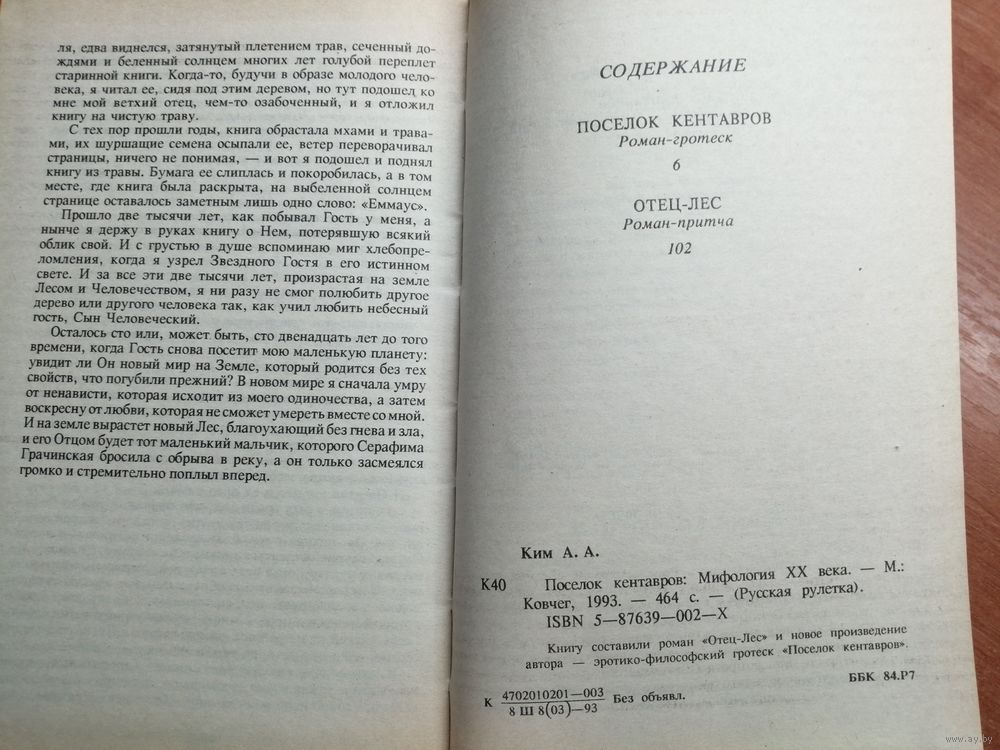 ля, едва виднелся, затянутый плетением трав, сеченный до-
ждями и беленный солнцем многих лет голубой переплет
старинной книги. Когда-то, будучи в образе молодого чело-
века, я читал ее, сидя под этим деревом, но тут подошел ко
мне мой ветхий отец, чем-то озабоченный, и я отложил
книгу на чистую траву.
С тех пор прошли годы, книга обрастала мхами и трава-
ми, их шуршащие семена осыпали ее, ветер переворачивал
страницы, ничего не понимая, — и вот я подошел и поднял
книгу из травы. Бумага ее слиплась и покоробилась, а в том
месте, где книга была раскрыта, на выбеленной солнцем
странице оставалось заметным лишь одно слово: «Еммаус».
Прошло две тысячи лет, как побывал Гость у меня, а
нынче я держу в руках книгу о Нем, потерявшую всякий
облик свой. И с грустью в душе вспоминаю миг хлебопре-
ломления, когда я узрел Звездного Гостя в его истинном
свете. И за все эти две тысячи лет, произрастая на земле
Лесом и Человечеством, я ни разу не смог полюбить другое
дерево или другого человека так, как учил любить небесный
гость, Сын Человеческий.
Осталось сто или, может быть, сто двенадцать лет до того
времени, когда Гость снова посетит мою маленькую планету:
увидит ли Он новый мир на Земле, который родится без тех
свойств, что погубили прежний? В новом мире я сначала умру
от ненависти, которая исходит из моего одиночества, а затем
воскресну от любви, которая не сможет умереть вместе со мной.
И на земле вырастет новый Лес, благоухающий без гнева и зла,
и его Отцом будет тот маленький мальчик, которого Серафима
Грачинская бросила с обрыва в реку, а он только засмеялся
громко и стремительно поплыл вперед.
СОДЕРЖАНИЕ
ПОСЕЛОК КЕНТАВРОВ
Роман-гротеск
6
ОТЕЦ-ЛЕС
Роман-притча
102
Ким А. А.
К40 Поселок кентавров: Мифология XX века. — М.:
Ковчег, 1993. — 464 с. — (Русская рулетка).
ISBN 5—87639—002—X
Книгу составили роман «Отец-Лес» и новое произведение
автора — эротико-философский гротеск «Поселок кентавров».
ББК 84.Р7
К 4702010201—003 Без объявл.
8 Ш 8(03)—93
www.ay.by